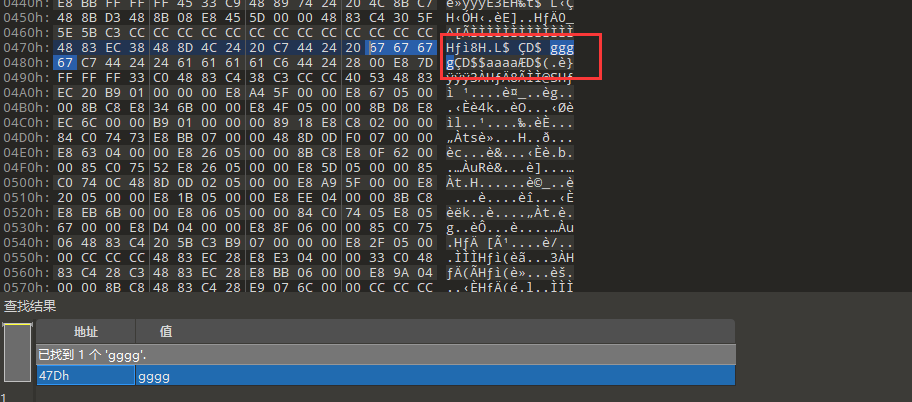 0440h: E8 BB FF FF FF 45 33 C9 48 89 74 24 20 4C 8B C7 è»ÿÿÿE3ÉH‰t$ L‹Ç
0450h: 48 8B D3 48 8B 08 E8 45 5D 00 00 48 83 C4 30 5F H‹ÓH‹.èE]..HƒÄ0_
0460h: 5E 5B C3 CC CC CC CC CC CC CC CC CC CC CC CC CC ^[ÃÌÌÌÌÌÌÌÌÌÌÌÌÌ
0470h: 48 83 EC 38 48 8D 4C 24 20 C7 44 24 20 67 67 67 Hƒì8H.L$ ÇD$ ggg
0480h: 67 C7 44 24 24 61 61 61 61 C6 44 24 28 00 E8 7D gÇD$$aaaaÆD$(.è}
0490h: FF FF FF 33 C0 48 83 C4 38 C3 CC CC 40 53 48 83 ÿÿÿ3ÀHƒÄ8ÃÌÌ@SHƒ
04A0h: EC 20 B9 01 00 00 00 E8 A4 5F 00 00 E8 67 05 00 ì ¹....è¤_..èg..
04B0h: 00 8B C8 E8 34 6B 00 00 E8 4F 05 00 00 8B D8 E8 .‹Èè4k..èO...‹Øè
04C0h: EC 6C 00 00 B9 01 00 00 00 89 18 E8 C8 02 00 00 ìl..¹....‰.èÈ...
04D0h: 84 C0 74 73 E8 BB 07 00 00 48 8D 0D F0 07 00 00 „Àtsè»...H..ð...
04E0h: E8 63 04 00 00 E8 26 05 00 00 8B C8 E8 0F 62 00 èc...è&...‹Èè.b.
04F0h: 00 85 C0 75 52 E8 26 05 00 00 E8 5D 05 00 00 85 .…ÀuRè&...è]...…
0500h: C0 74 0C 48 8D 0D 02 05 00 00 E8 A9 5F 00 00 E8 Àt.H......è©_..è
0510h: 20 05 00 00 E8 1B 05 00 00 E8 EE 04 00 00 8B C8  ...è....èî...‹È
0520h: E8 EB 6B 00 00 E8 06 05 00 00 84 C0 74 05 E8 05 èëk..è....„Àt.è.
0530h: 67 00 00 E8 D4 04 00 00 E8 8F 06 00 00 85 C0 75 g..èÔ...è....…Àu
0540h: 06 48 83 C4 20 5B C3 B9 07 00 00 00 E8 2F 05 00 .HƒÄ [Ã¹....è/..
0550h: 00 CC CC CC 48 83 EC 28 E8 E3 04 00 00 33 C0 48 .ÌÌÌHƒì(èã...3ÀH
0560h: 83 C4 28 C3 48 83 EC 28 E8 BB 06 00 00 E8 9A 04 ƒÄ(ÃHƒì(è»...èš.
0570h: 00 00 8B C8 48 83 C4 28 E9 07 6C 00 00 CC CC CC ..‹ÈHƒÄ(é.l..ÌÌÌ
查找结果
地址 值
已找到 1 个 'gggg'.
47Dh gggg
1